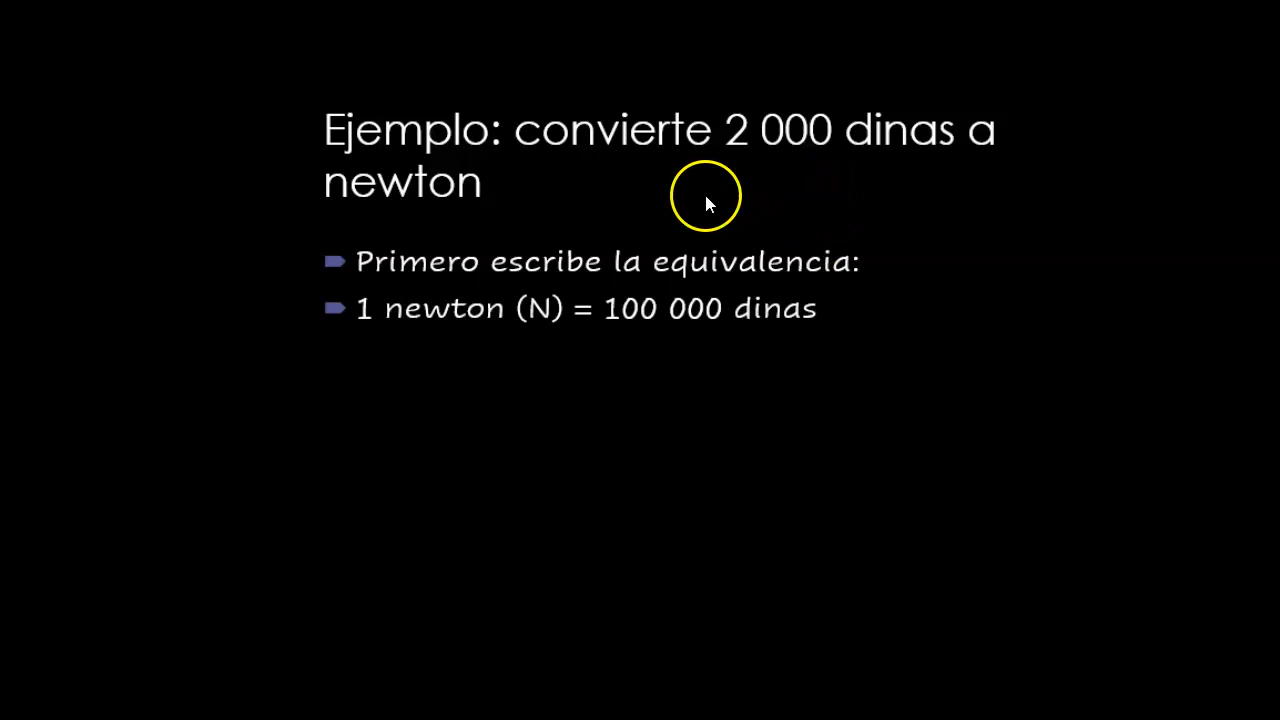 Ejemplo: convierte 2 000 dinas a
newton
Primero escribe la equivalencia:
1 newton (N) = 100 000 dinas